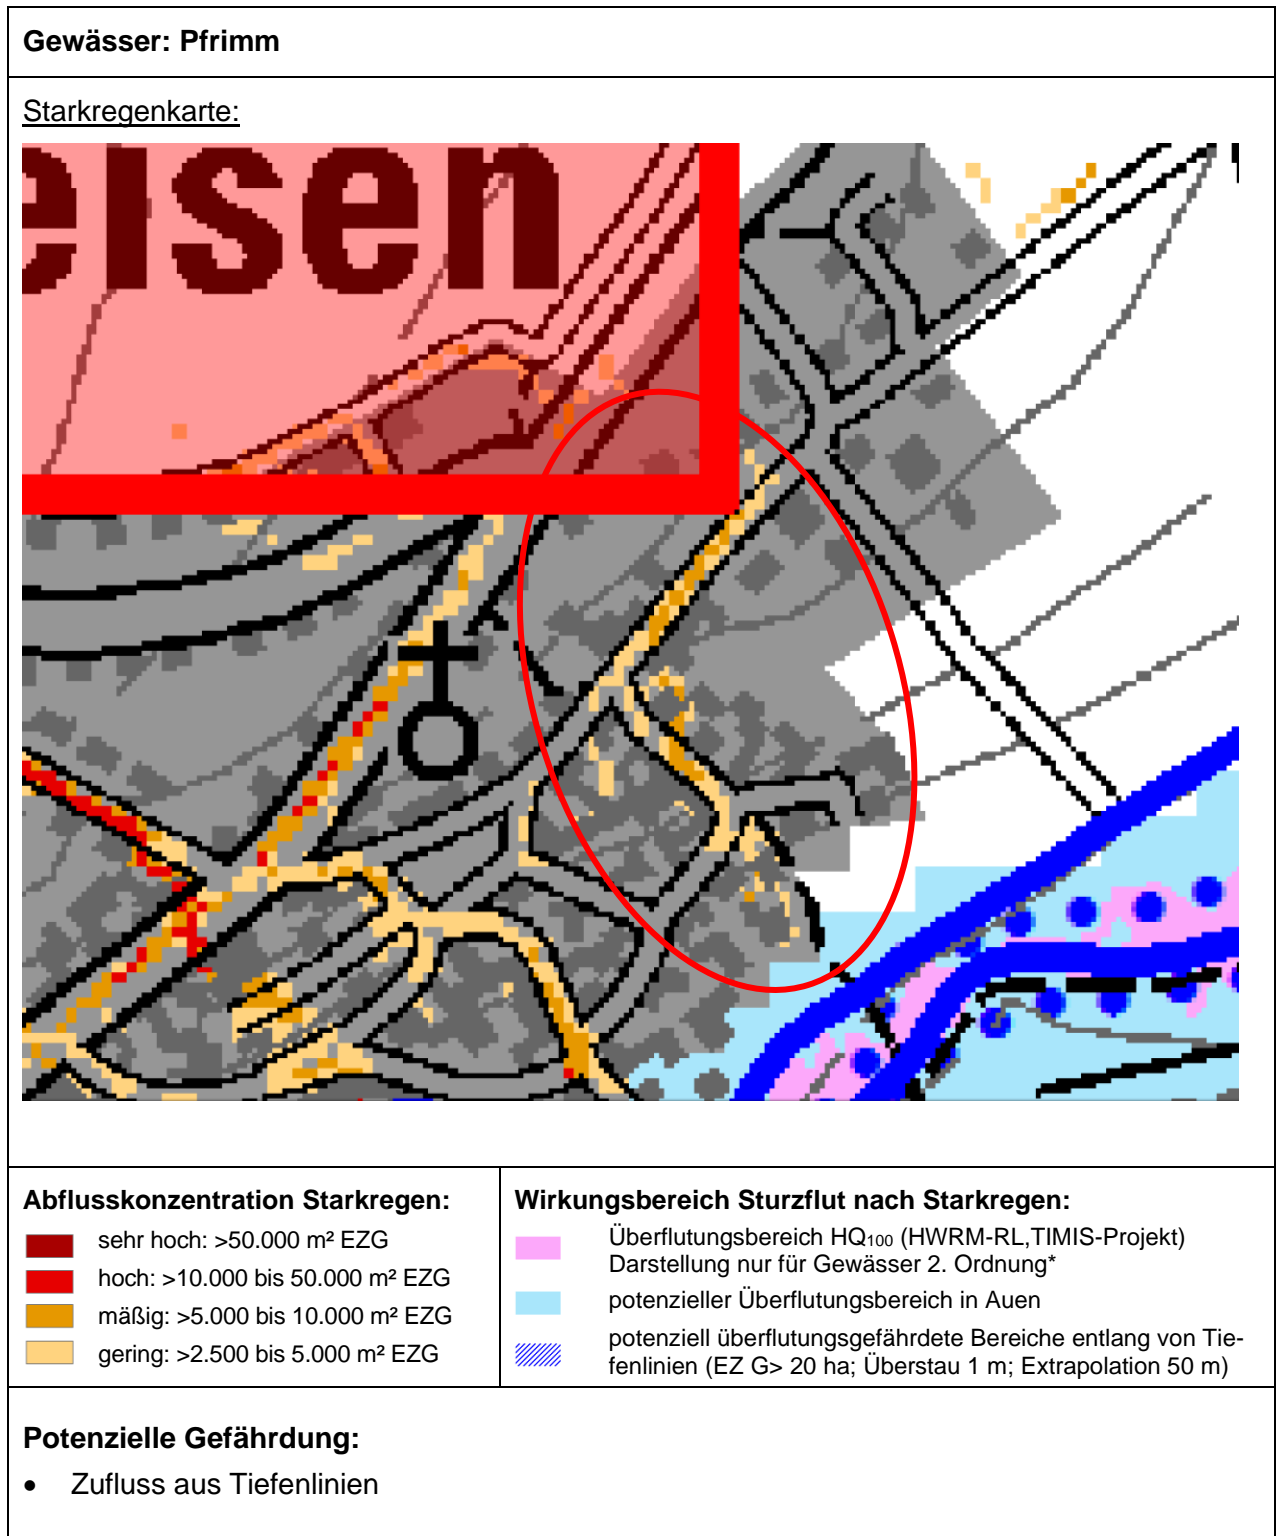 Gewässer: Pfrimm
Starkregenkarte:
eisen
Abflusskonzentration Starkregen:
sehr hoch: >50.000 m² EZG
hoch: >10.000 bis 50.000 m² EZG
mäßig: >5.000 bis 10.000 m² EZG
gering: >2.500 bis 5.000 m² EZG
Wirkungsbereich Sturzflut nach Starkregen:
Überflutungsbereich HQ100 (HWRM-RL,TIMIS-Projekt)
Darstellung nur für Gewässer 2. Ordnung*
potenzieller Überflutungsbereich in Auen
potenziell überflutungsgefährdete Bereiche entlang von Tie-
fenlinien (EZ G> 20 ha; Überstau 1 m; Extrapolation 50 m)
Potenzielle Gefährdung:
• Zufluss aus Tiefenlinien